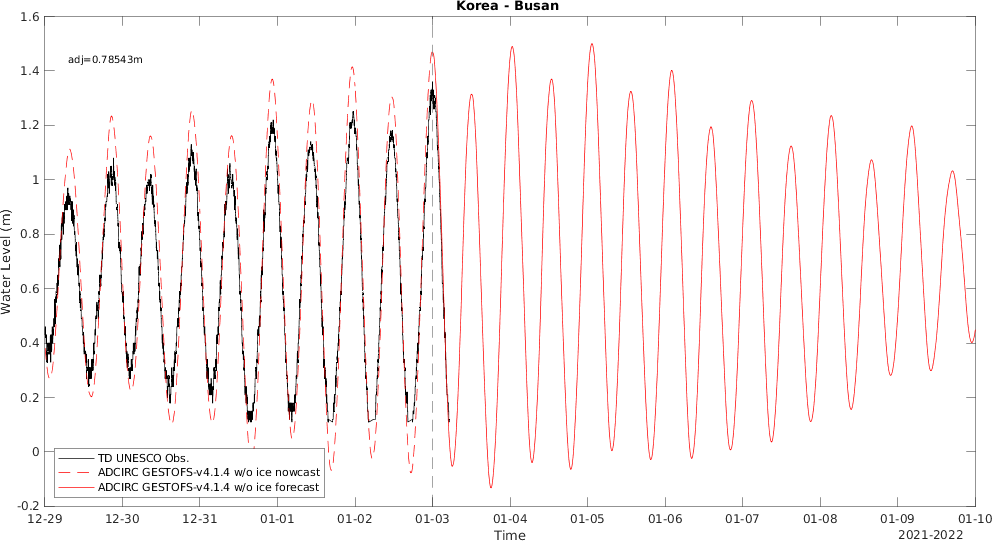 Korea - Busan
adj=0.78543m
Water Level (m)
1.6
1.4
1.2
1
0.8
0.6
0.4
0.2
0
-0.2
TD UNESCO Obs.
ADCIRC GESTOFS-v4.1.4 w/o ice nowcast
ADCIRC GESTOFS-v4.1.4 w/o ice forecast
12-29 12-30 12-31 01-01 01-02 01-03 01-04 01-05 01-06 01-07 01-08 01-09 01-10
Time
2021-2022